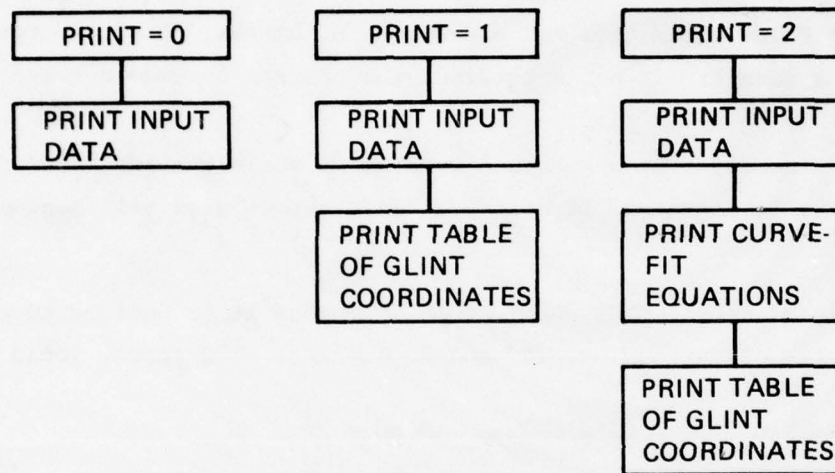 PRINT = 0
PRINT INPUT
DATA
PRINT = 1
PRINT INPUT
DATA
PRINT TABLE
OF GLINT
COORDINATES
PRINT = 2
PRINT INPUT
DATA
PRINT CURVE-
FIT
EQUATIONS
PRINT TABLE
OF GLINT
COORDINATES